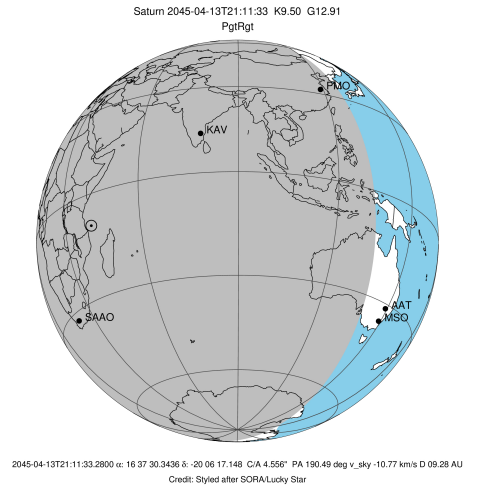 Saturn 2045-04-13T21:11:33 K9.50 G12.91
PgtRgt
PMO
KAV
AAT
MSO
SAAO
2045-04-13T21:11:33.2800 α: 16 37 30.3436 δ: -20 06 17.148 C/A 4.556" PA 190.49 deg v_sky -10.77 km/s D 09.28 AU
Credit: Styled after SORA/Lucky Star